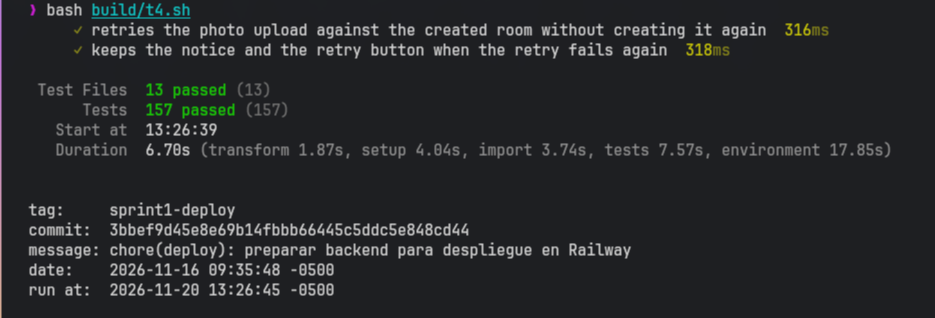 ❯ bash build/t4.sh
✓ retries the photo upload against the created room without creating it again 316ms
✓ keeps the notice and the retry button when the retry fails again 318ms
Test Files 13 passed (13)
Tests 157 passed (157)
Start at 13:26:39
Duration 6.70s (transform 1.87s, setup 4.04s, import 3.74s, tests 7.57s, environment 17.85s)
tag: sprint1-deploy
commit: 3bbef9d45e8e69b14fbbb66445c5ddc5e848cd44
message: chore(deploy): preparar backend para despliegue en Railway
date: 2026-11-16 09:35:48 -0500
run at: 2026-11-20 13:26:45 -0500